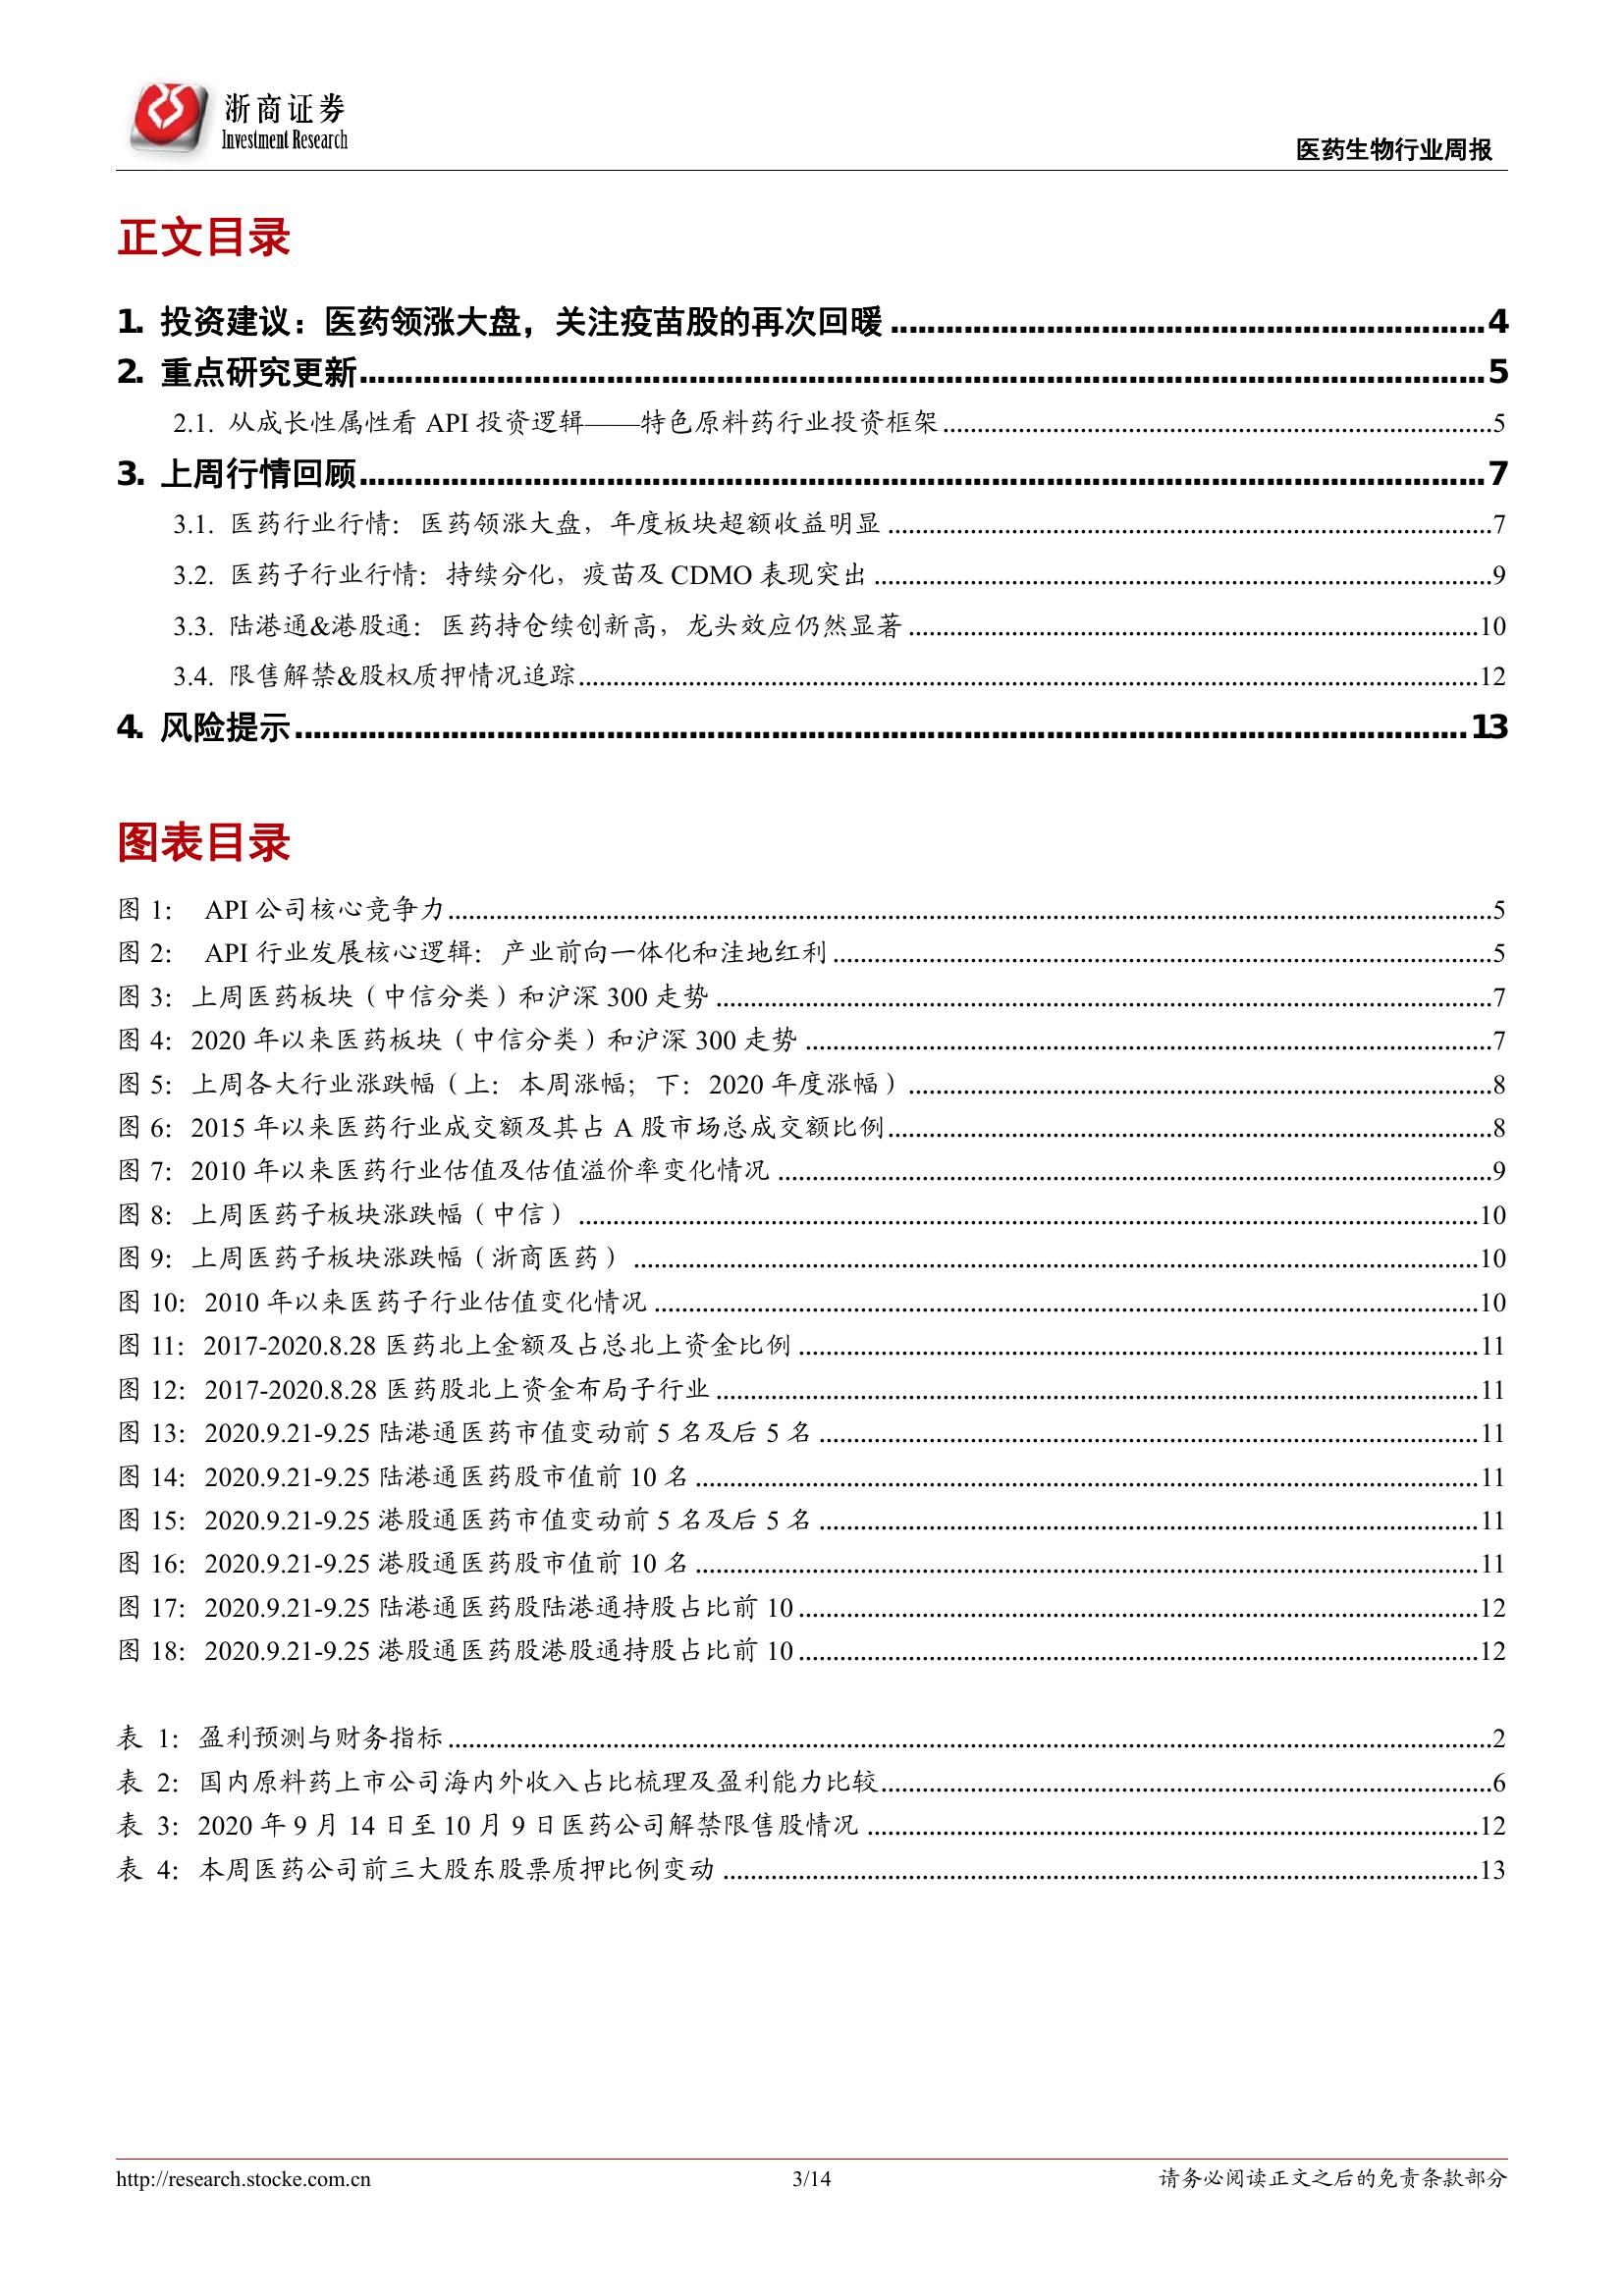 浙商证券
Investment Research
医药生物行业周报
正文目录
1. 投资建议：医药领涨大盘，关注疫苗股的再次回暖 ........ 4
2. 重点研究更新 ........ 5
2.1. 从成长性属性看 API 投资逻辑——特色原料药行业投资框架 ........ 5
3. 上周行情回顾 ........ 7
3.1. 医药行业行情：医药领涨大盘，年度板块超额收益明显 ........ 7
3.2. 医药子行业行情：持续分化，疫苗及 CDMO 表现突出 ........ 9
3.3. 陆港通&港股通：医药持仓续创新高，龙头效应仍然显著 ........ 10
3.4. 限售解禁&股权质押情况追踪 ........ 12
4. 风险提示 ........ 13
图表目录
图 1： API 公司核心竞争力 ........ 5
图 2： API 行业发展核心逻辑：产业前向一体化和洼地红利 ........ 5
图 3：上周医药板块（中信分类）和沪深 300 走势 ........ 7
图 4：2020 年以来医药板块（中信分类）和沪深 300 走势 ........ 7
图 5：上周各大行业涨跌幅（上：本周涨幅；下：2020 年度涨幅） ........ 8
图 6：2015 年以来医药行业成交额及其占 A 股市场总成交额比例 ........ 8
图 7：2010 年以来医药行业估值及估值溢价率变化情况 ........ 9
图 8：上周医药子板块涨跌幅（中信） ........ 10
图 9：上周医药子板块涨跌幅（浙商医药） ........ 10
图 10：2010 年以来医药子行业估值变化情况 ........ 10
图 11：2017-2020.8.28 医药北上金额及占总北上资金比例 ........ 11
图 12：2017-2020.8.28 医药股北上资金布局子行业 ........ 11
图 13：2020.9.21-9.25 陆港通医药市值变动前 5 名及后 5 名 ........ 11
图 14：2020.9.21-9.25 陆港通医药股市值前 10 名 ........ 11
图 15：2020.9.21-9.25 港股通医药市值变动前 5 名及后 5 名 ........ 11
图 16：2020.9.21-9.25 港股通医药股市值前 10 名 ........ 11
图 17：2020.9.21-9.25 陆港通医药股陆港通持股占比前 10 ........ 12
图 18：2020.9.21-9.25 港股通医药股港股通持股占比前 10 ........ 12
表 1：盈利预测与财务指标 ........ 2
表 2：国内原料药上市公司海内外收入占比梳理及盈利能力比较 ........ 6
表 3：2020 年 9 月 14 日至 10 月 9 日医药公司解禁限售股情况 ........ 12
表 4：本周医药公司前三大股东股票质押比例变动 ........ 13
http://research.stocke.com.cn 3/14 请务必阅读正文之后的免责条款部分